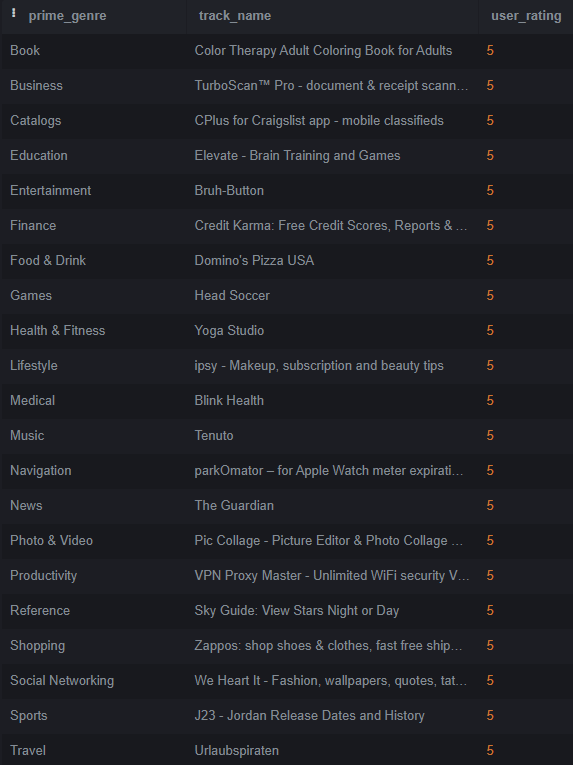 prime_genre track_name user_rating
Book Color Therapy Adult Coloring Book for Adults 5
Business TurboScan™ Pro - document & receipt scann... 5
Catalogs CPlus for Craigslist app - mobile classifieds 5
Education Elevate - Brain Training and Games 5
Entertainment Bruh-Button 5
Finance Credit Karma: Free Credit Scores, Reports & ... 5
Food & Drink Domino's Pizza USA 5
Games Head Soccer 5
Health & Fitness Yoga Studio 5
Lifestyle ipsy - Makeup, subscription and beauty tips 5
Medical Blink Health 5
Music Tenuto 5
Navigation parkOmator – for Apple Watch meter expirati... 5
News The Guardian 5
Photo & Video Pic Collage - Picture Editor & Photo Collage ... 5
Productivity VPN Proxy Master - Unlimited WiFi security V... 5
Reference Sky Guide: View Stars Night or Day 5
Shopping Zappos: shop shoes & clothes, fast free ship... 5
Social Networking We Heart It - Fashion, wallpapers, quotes, tat... 5
Sports J23 - Jordan Release Dates and History 5
Travel Urlaubspiraten 5